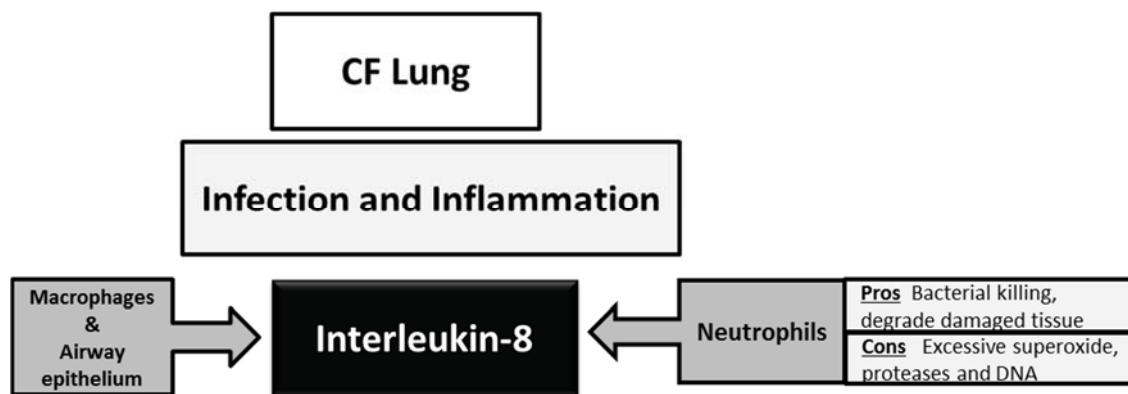 CF Lung
Infection and Inflammation
Macrophages
&
Airway
epithelium
Interleukin-8
Neutrophils
Pros Bacterial killing,
degrade damaged tissue
Cons Excessive superoxide,
proteases and DNA